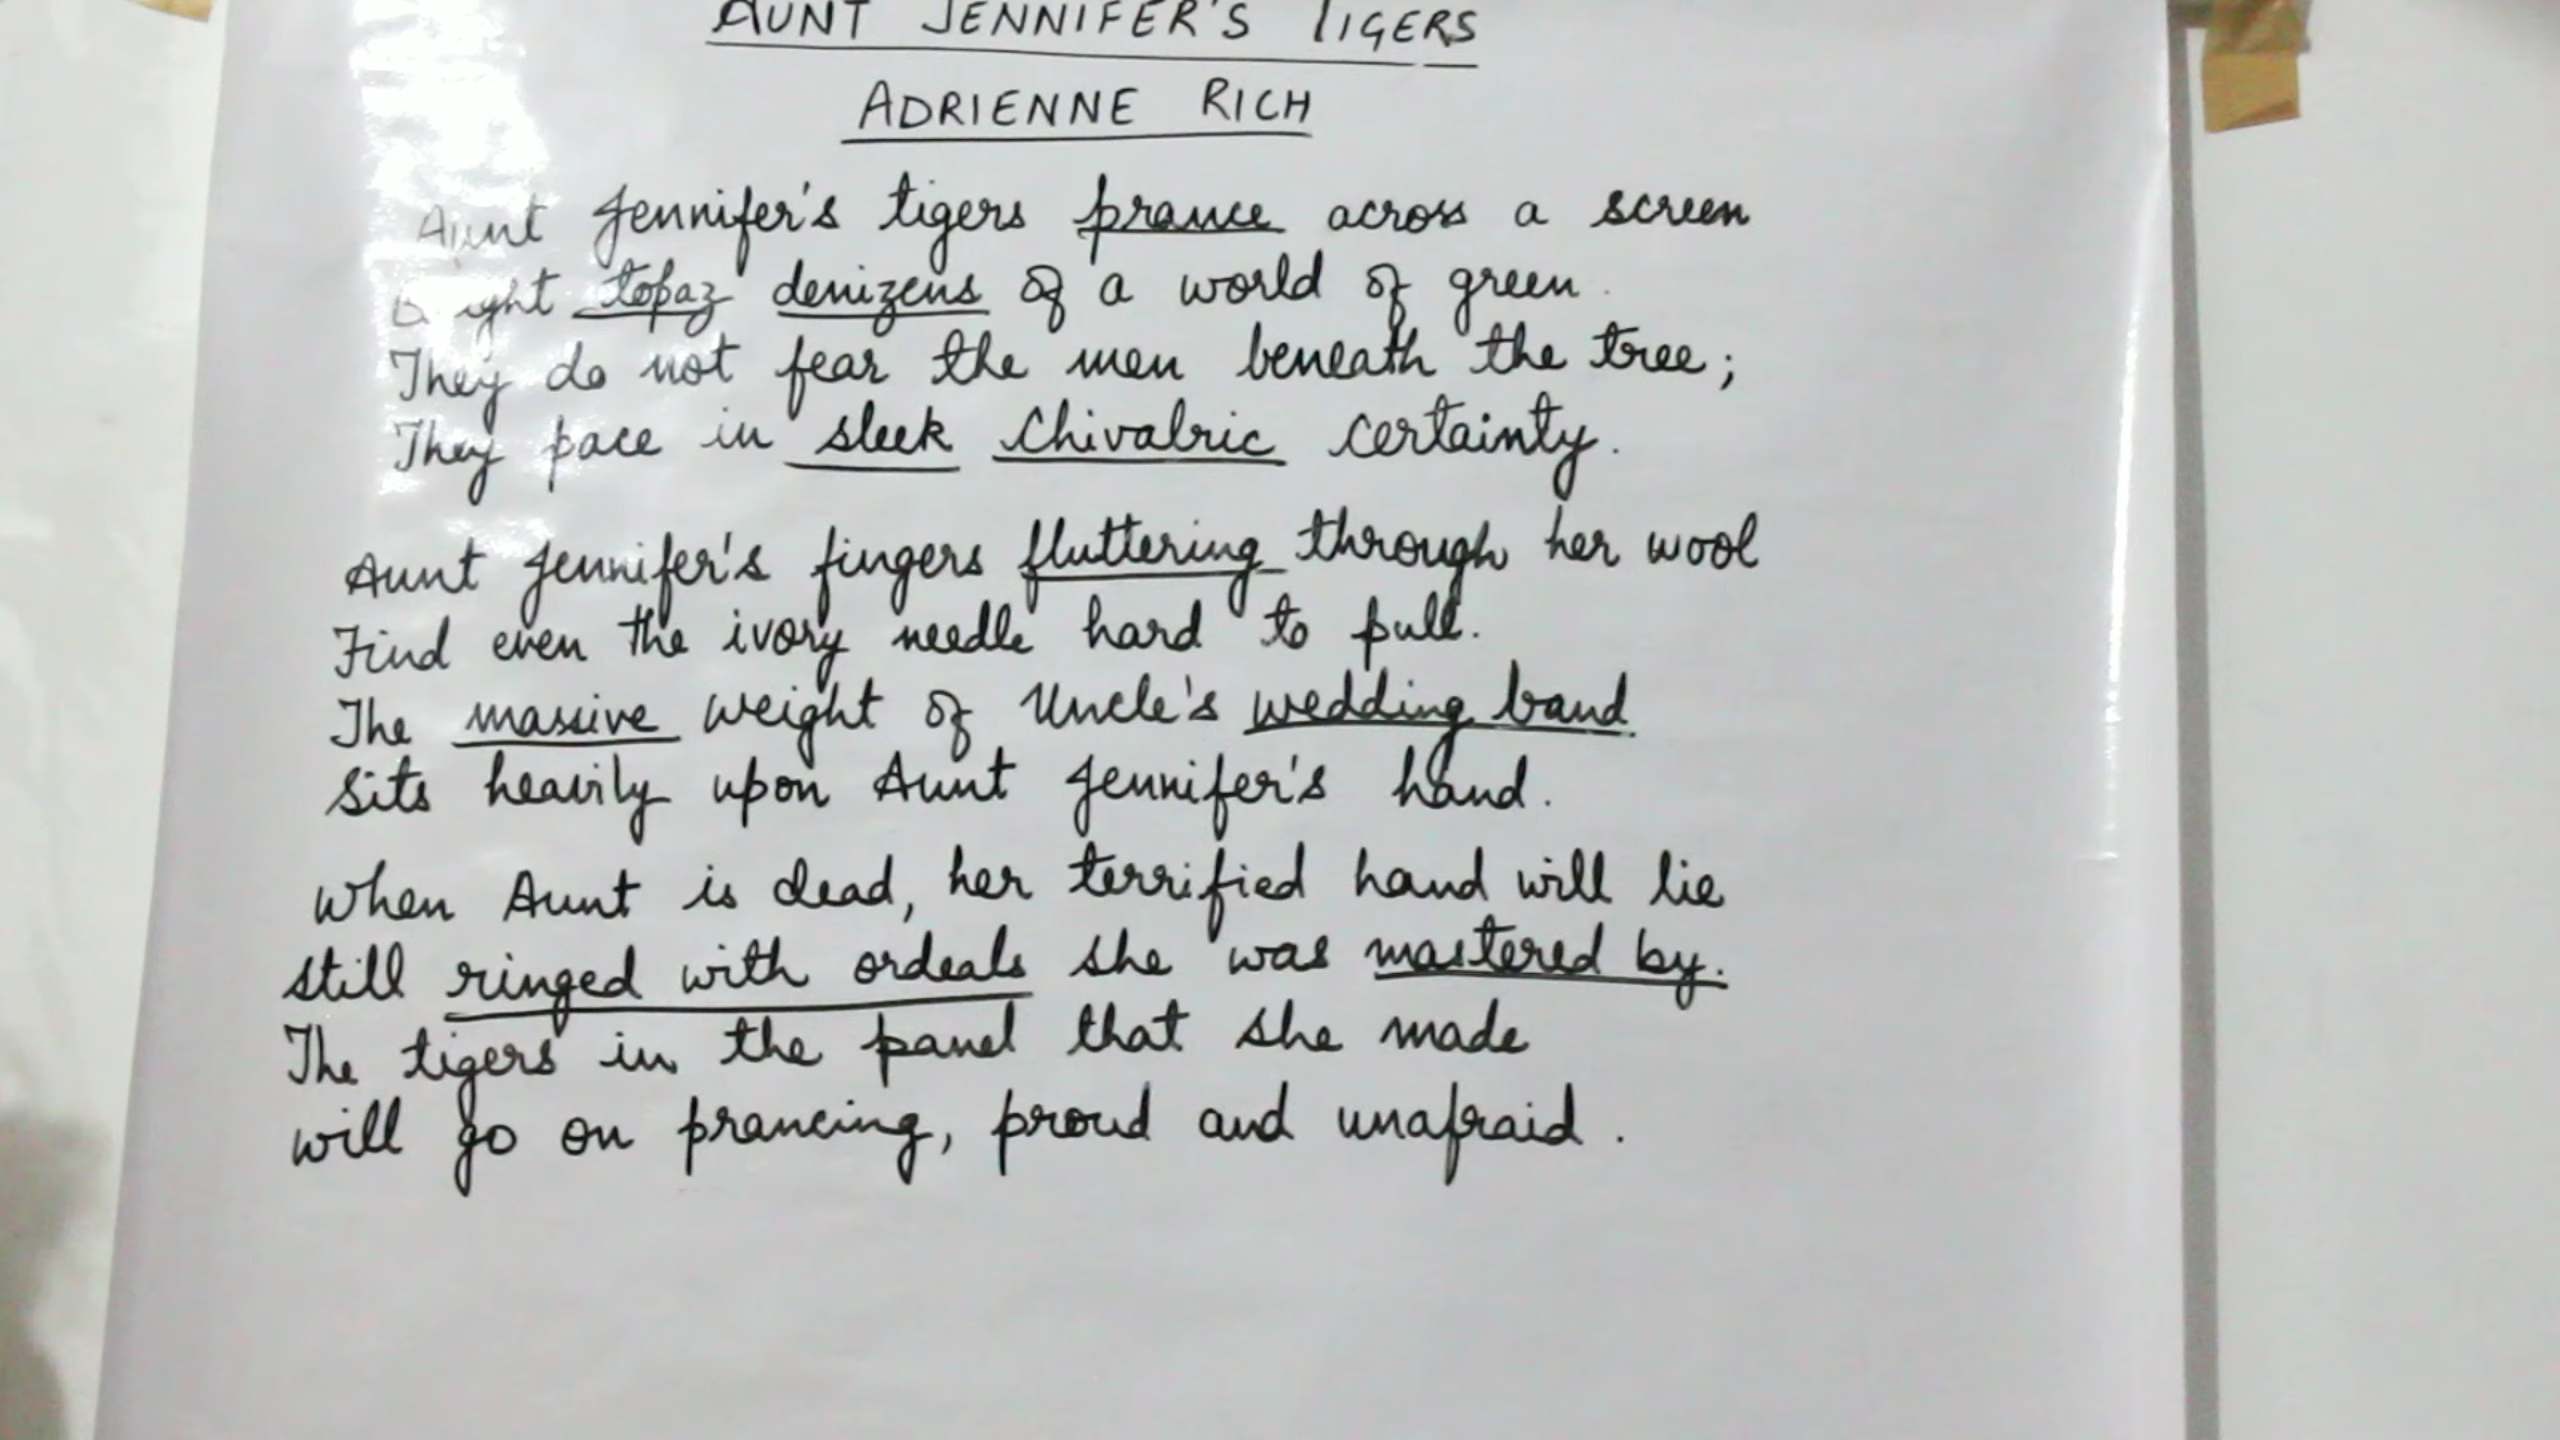 AUNT JENNIFER'S TIGERS
ADRIENNE RICH
Aunt Jennifer's tigers prance across a screen
Bright topaz denizens of a world of green.
They do not fear the men beneath the tree;
They pace in sleek chivalric certainty.
Aunt Jennifer's fingers fluttering through her wool
Find even the ivory needle hard to pull.
The massive weight of Uncle's wedding band
Sits heavily upon Aunt Jennifer's hand.
When Aunt is dead, her terrified hand will lie
still ringed with ordeals she was mastered by.
The tigers in the panel that she made
will go on prancing, proud and unafraid.